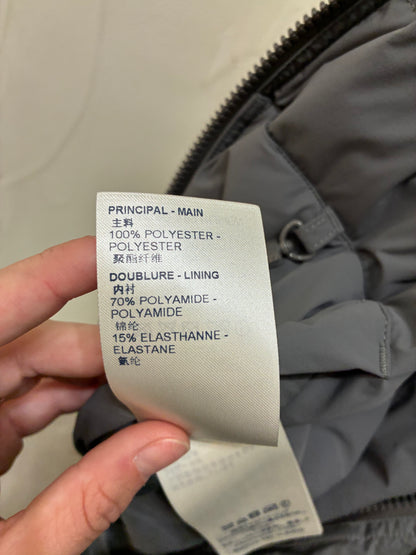 PRINCIPAL - MAIN
主料
100% POLYESTER -
POLYESTER
聚酯纤维
DOUBLURE - LINING
内衬
70% POLYAMIDE -
POLYAMIDE
锦纶
15% ELASTHANNE -
ELASTANE
氨纶